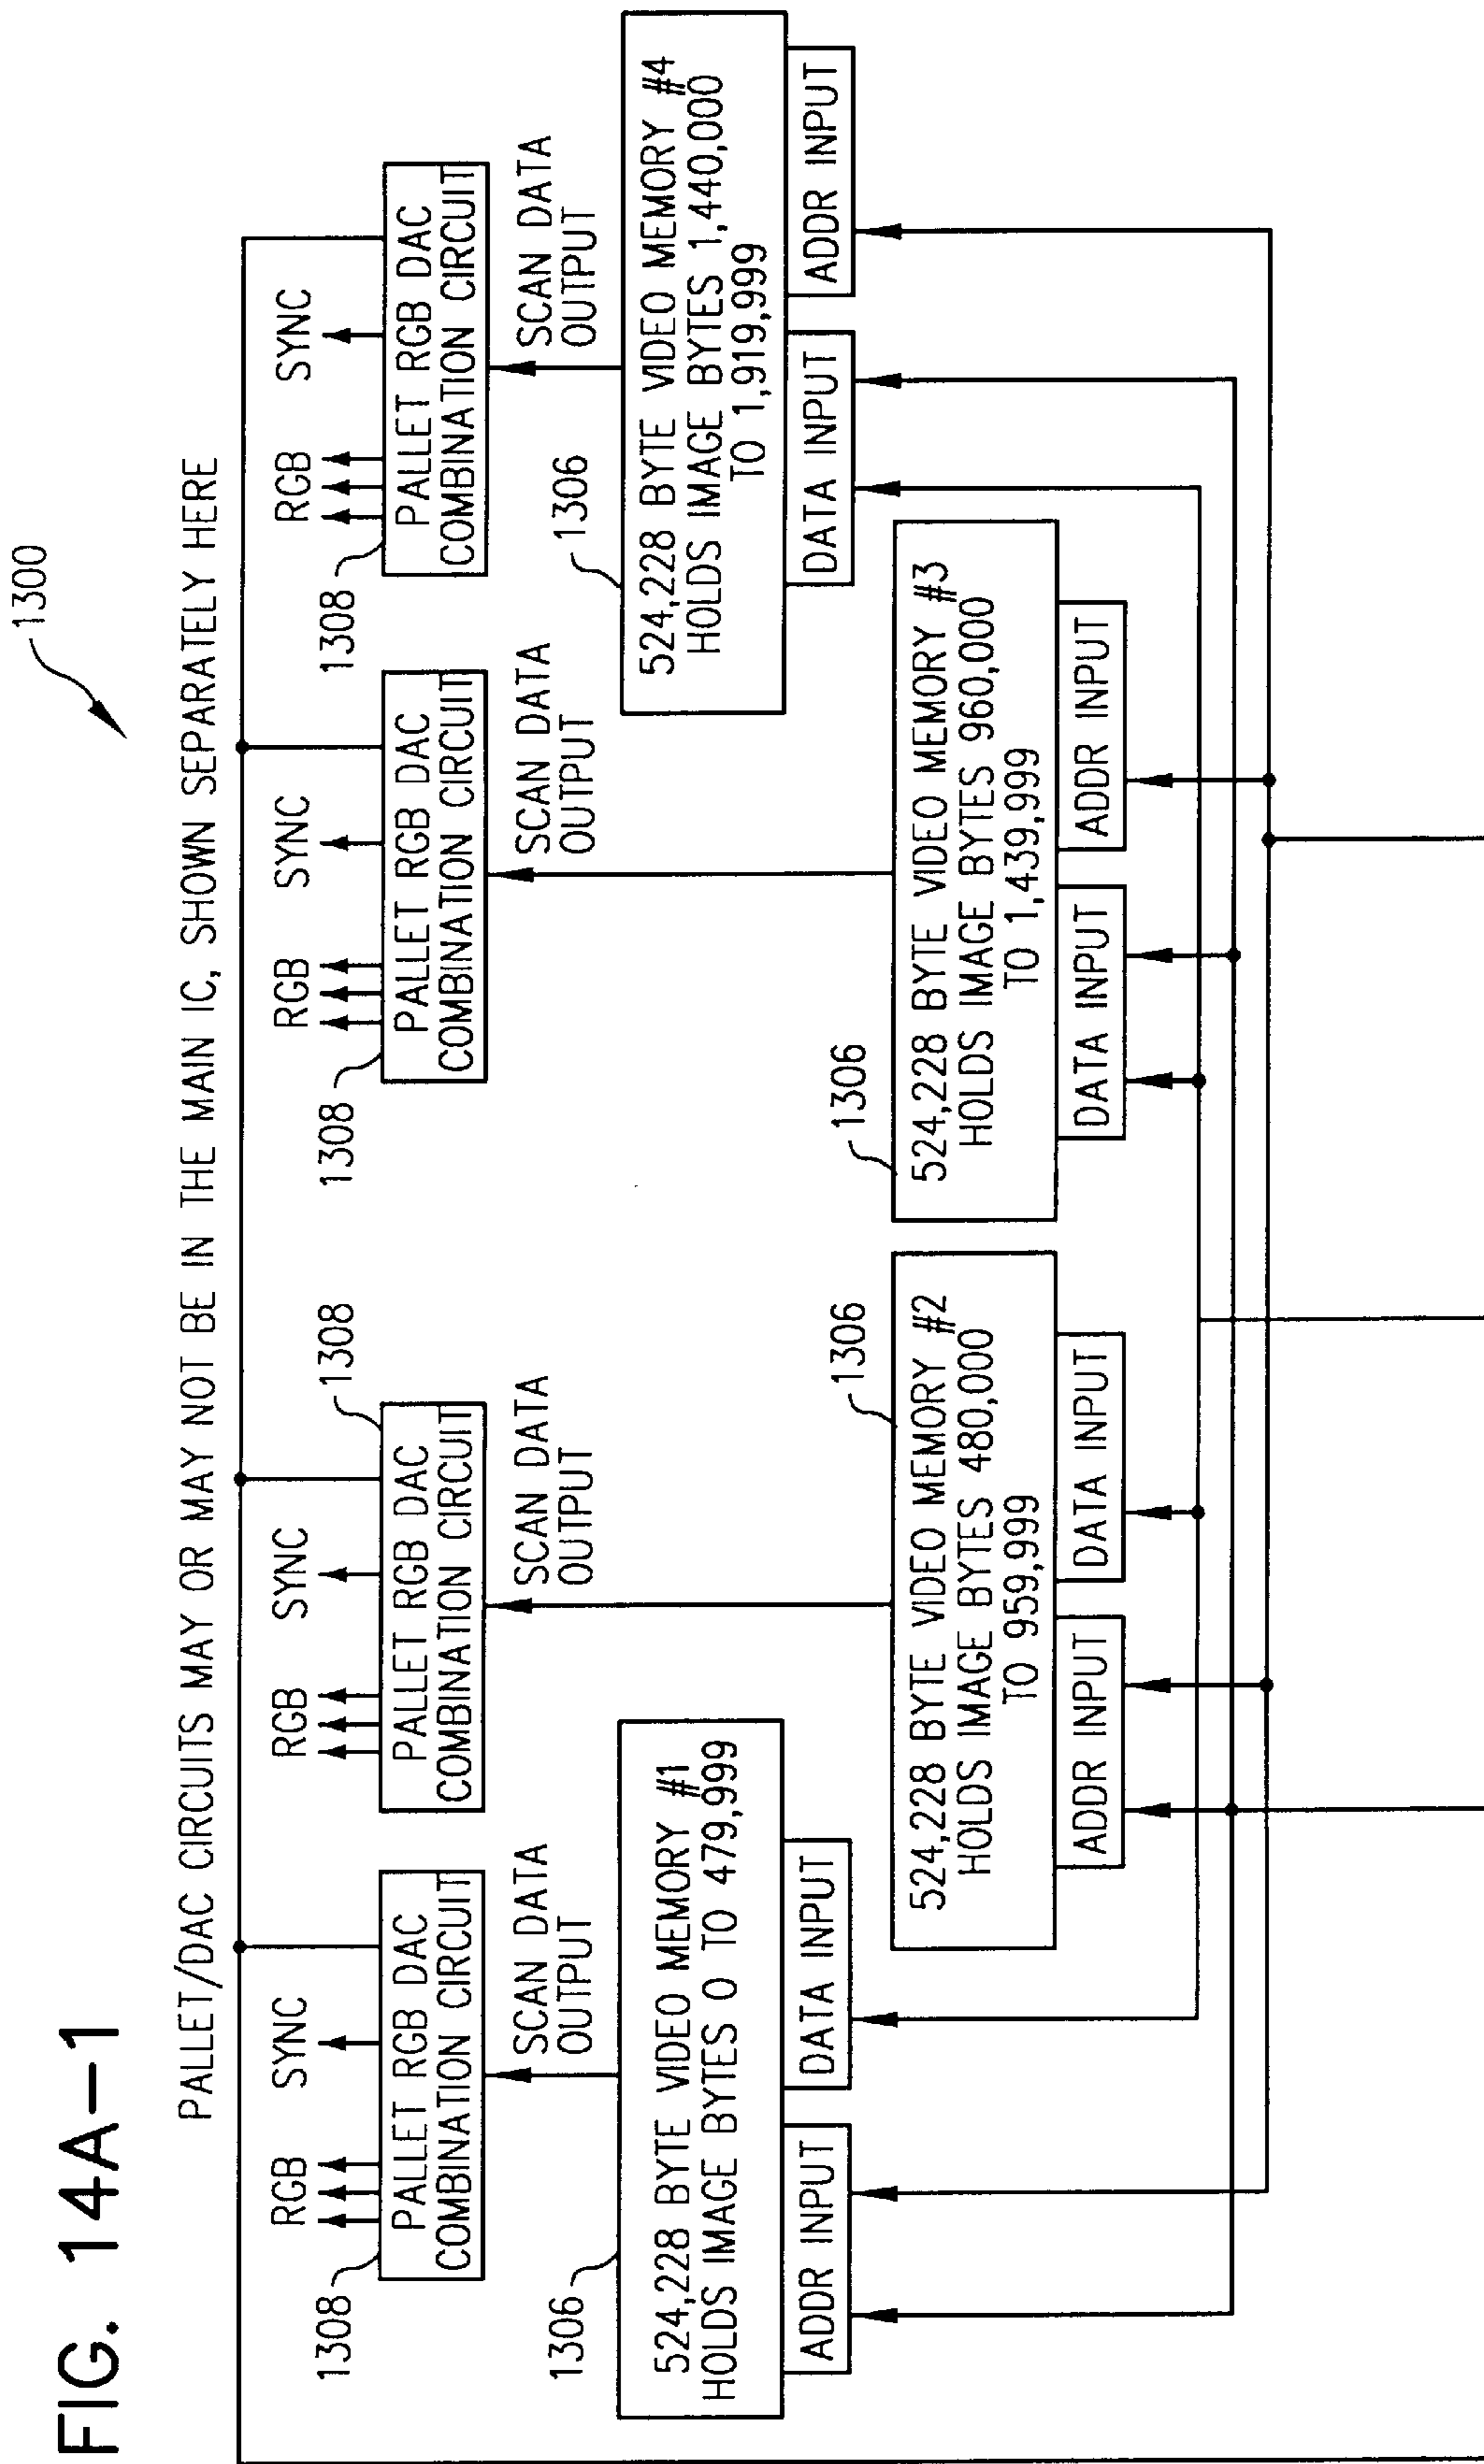 FIG. 14A-1
1300
PALLET/DAC CIRCUITS MAY OR MAY NOT BE IN THE MAIN IC, SHOWN SEPARATELY HERE
RGB
SYNC
1308
PALLET RGB DAC
COMBINATION CIRCUIT
SCAN DATA
OUTPUT
1306
524,228 BYTE VIDEO MEMORY #1
HOLDS IMAGE BYTES 0 TO 479,999
ADDR INPUT
DATA INPUT
RGB
SYNC
1308
PALLET RGB DAC
COMBINATION CIRCUIT
SCAN DATA
OUTPUT
1306
524,228 BYTE VIDEO MEMORY #2
HOLDS IMAGE BYTES 480,000
TO 959,999
ADDR INPUT
DATA INPUT
RGB
SYNC
1308
PALLET RGB DAC
COMBINATION CIRCUIT
SCAN DATA
OUTPUT
1306
524,228 BYTE VIDEO MEMORY #3
HOLDS IMAGE BYTES 960,000
TO 1,439,999
DATA INPUT
ADDR INPUT
RGB
SYNC
1308
PALLET RGB DAC
COMBINATION CIRCUIT
SCAN DATA
OUTPUT
1306
524,228 BYTE VIDEO MEMORY #4
HOLDS IMAGE BYTES 1,440,000
TO 1,919,999
DATA INPUT
ADDR INPUT